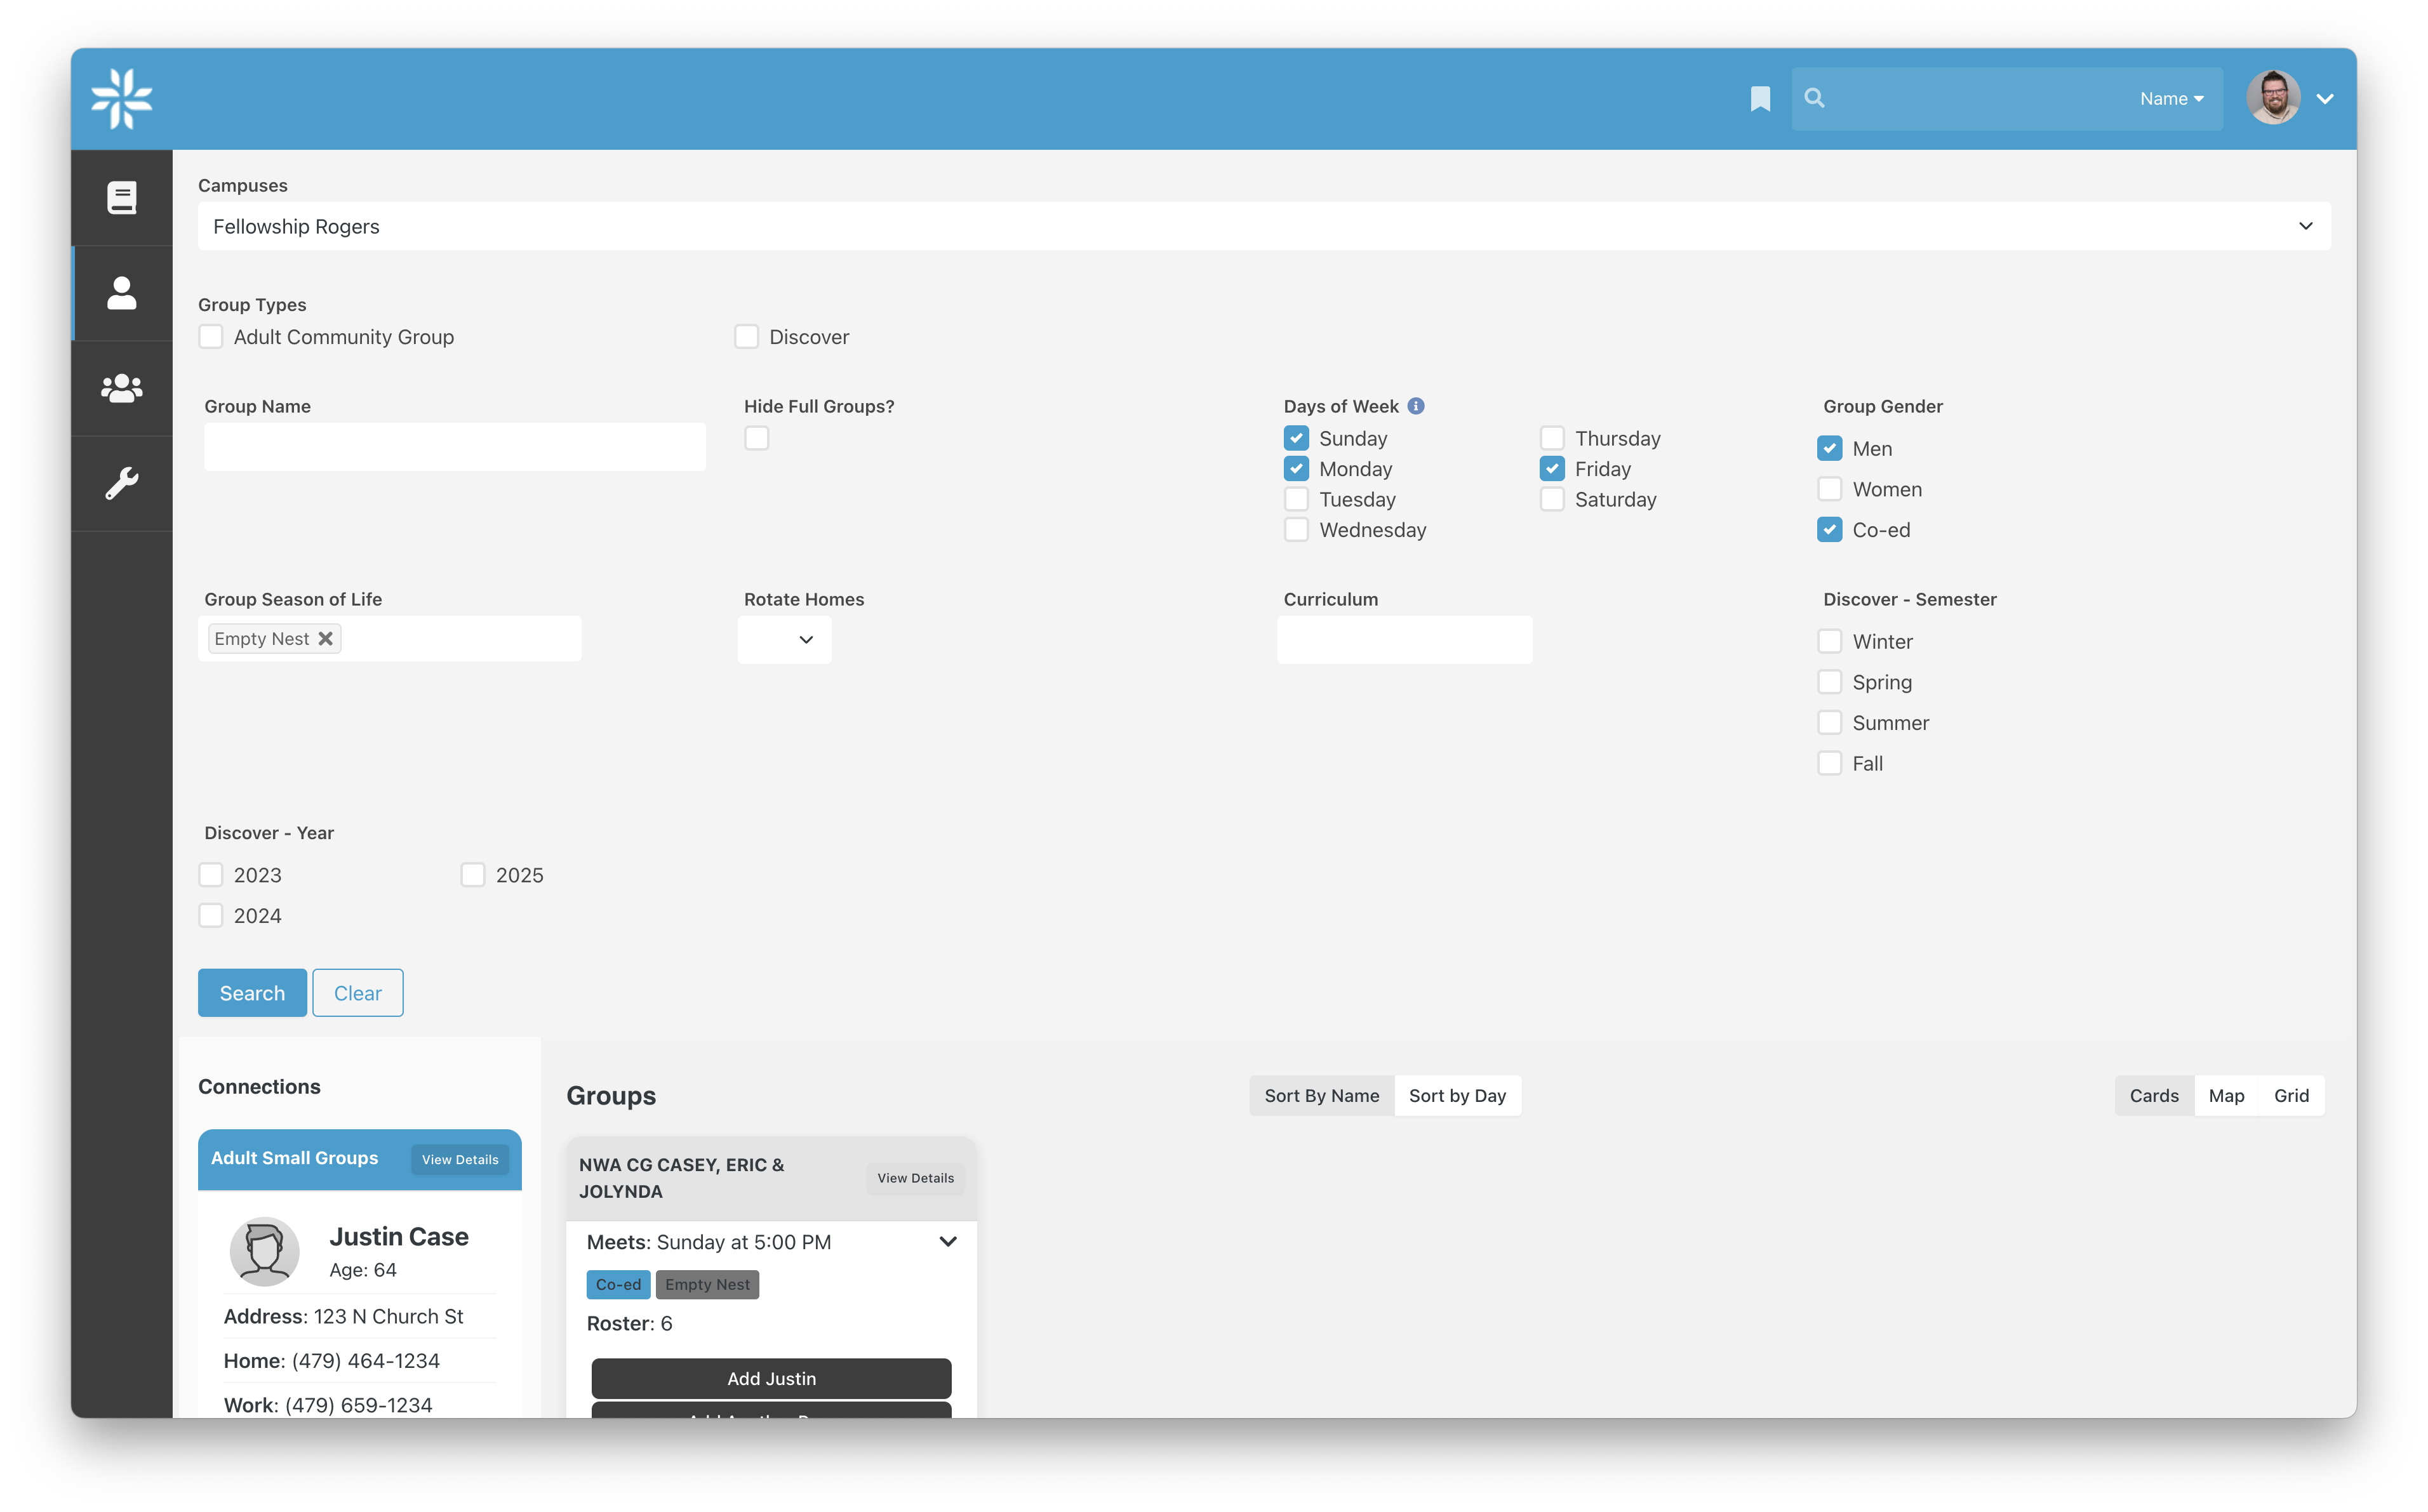 Name
Campuses
Fellowship Rogers
Group Types
Adult Community Group
Discover
Group Name
Hide Full Groups?
Days of Week
Sunday
Monday
Tuesday
Wednesday
Thursday
Friday
Saturday
Group Gender
Men
Women
Co-ed
Group Season of Life
Empty Nest
Rotate Homes
Curriculum
Discover - Semester
Winter
Spring
Summer
Fall
Discover - Year
2023
2024
2025
Search
Clear
Connections
Adult Small Groups
View Details
Justin Case
Age: 64
Address: 123 N Church St
Home: (479) 464-1234
Work: (479) 659-1234
Groups
Sort By Name
Sort by Day
Cards
Map
Grid
NWA CG CASEY, ERIC &
JOLYNDA
View Details
Meets: Sunday at 5:00 PM
Co-ed
Empty Nest
Roster: 6
Add Justin